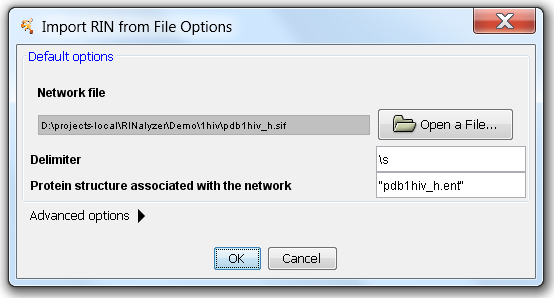 Import RIN from File Options
Default options
Network file
D:\projects-local\RINalyzer\Demo\1hiv\pdb1hiv_h.sif
Open a File...
Delimiter
\s
Protein structure associated with the network
"pdb1hiv_h.ent"
Advanced options
OK
Cancel